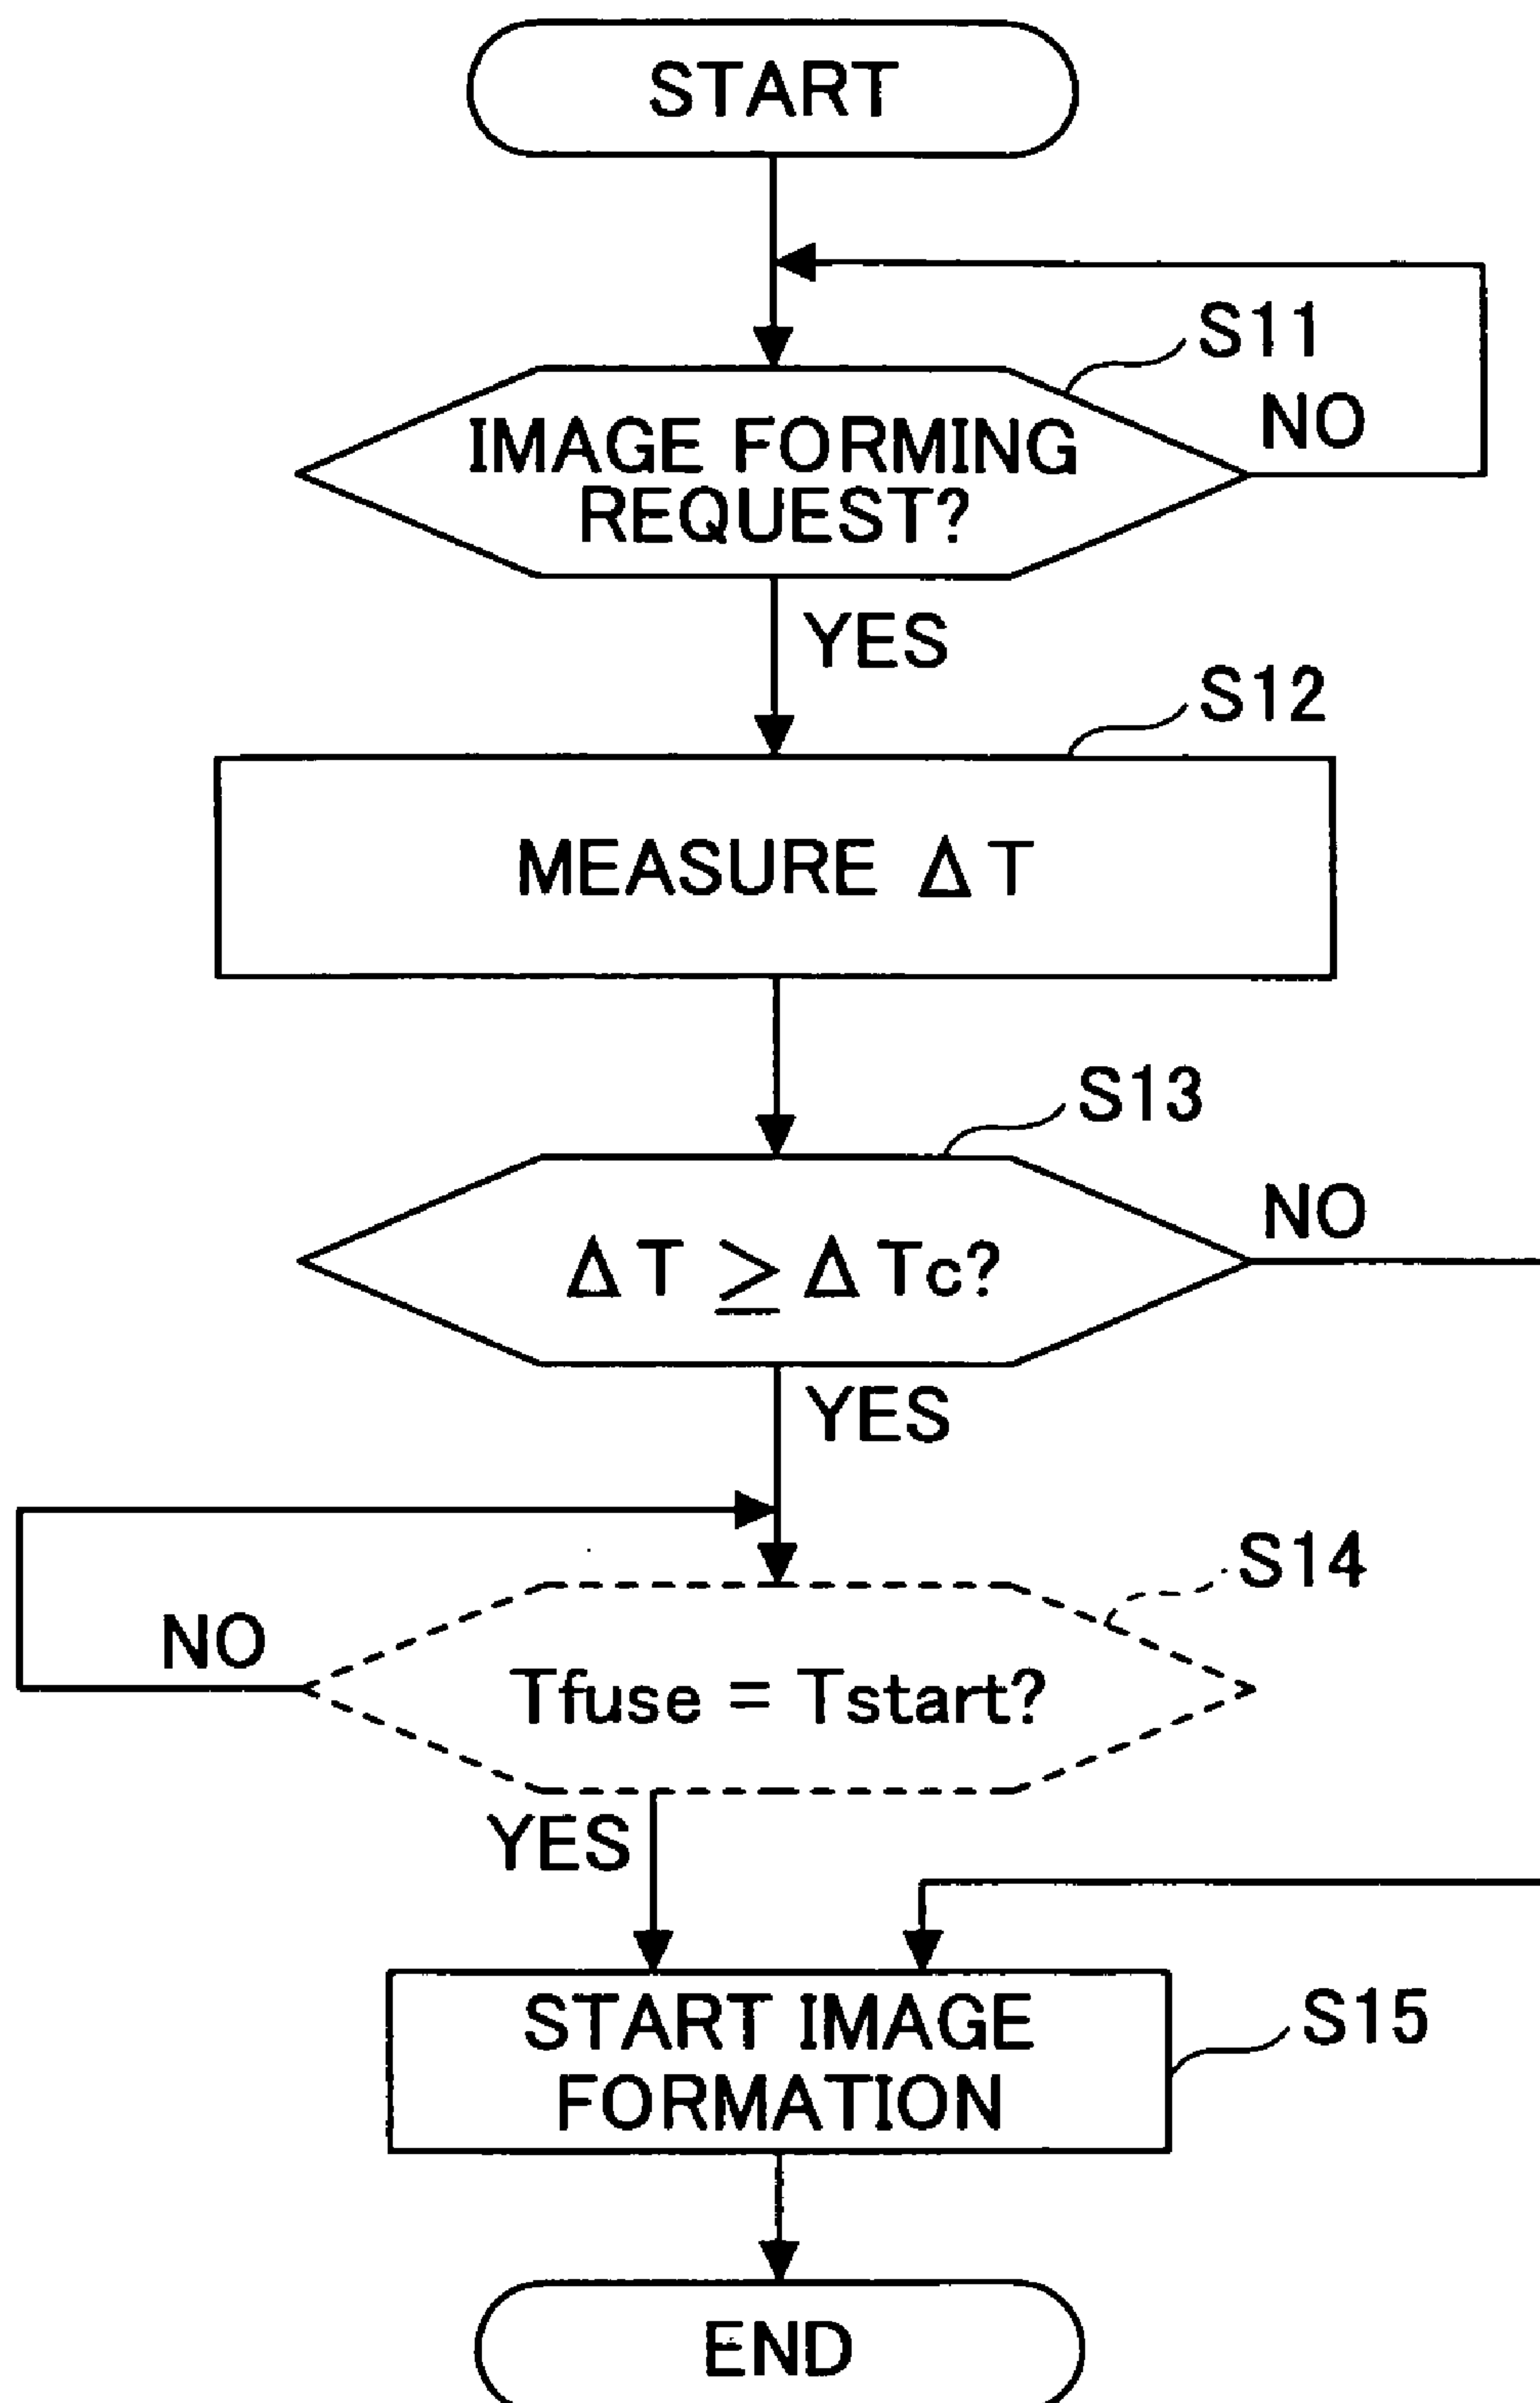 START
S11
NO
IMAGE FORMING
REQUEST?
YES
S12
MEASURE ΔT
S13
NO
ΔT ≥ ΔTc?
YES
S14
NO
Tfuse = Tstart?
YES
START IMAGE
FORMATION
S15
END